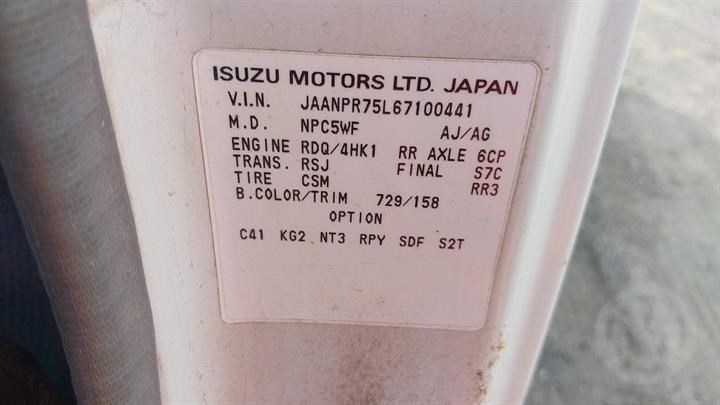 ISUZU MOTORS LTD. JAPAN
V.I.N. JAANPR75L67100441
M.D. NPC5WF AJ/AG
ENGINE RDQ/4HK1 RR AXLE 6CP
TRANS. RSJ FINAL S7C
TIRE CSM RR3
B.COLOR/TRIM 729/158
OPTION
C41 KG2 NT3 RPY SDF S2T